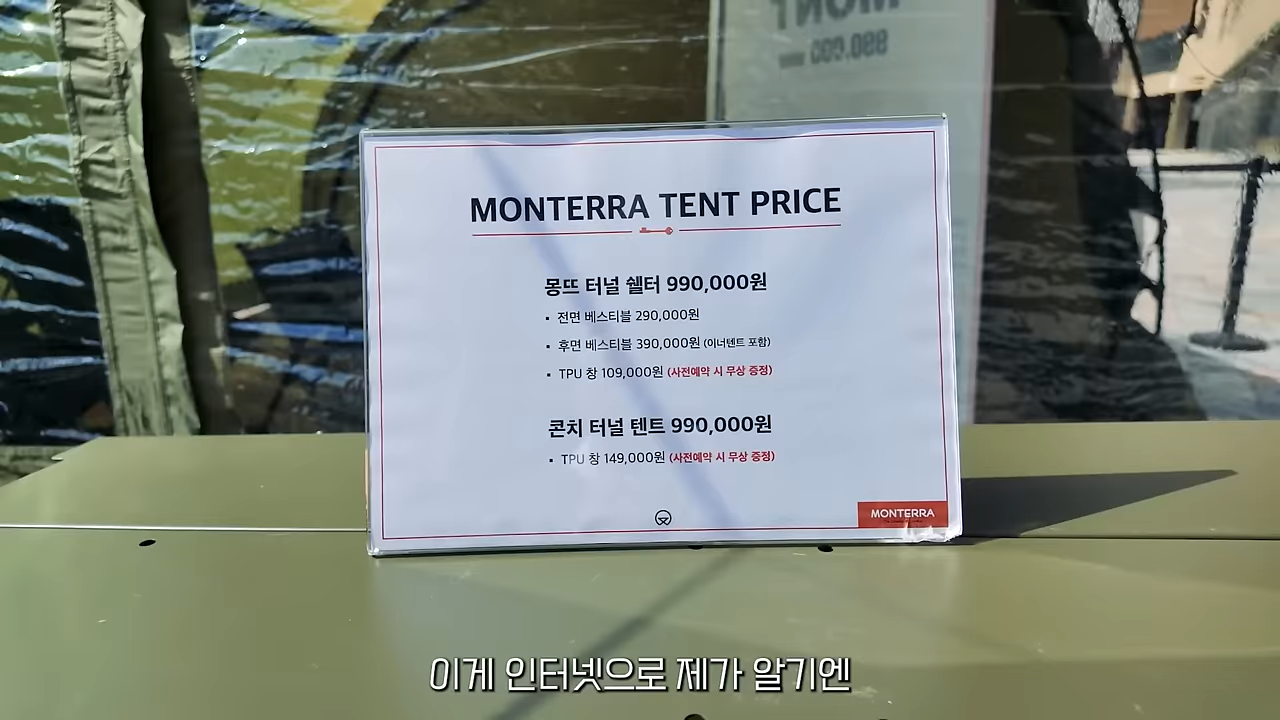 990.000
MONTERRA TENT PRICE
몽뜨 터널 쉘터 990,000원
▪ 전면 베스티블 290,000원
▪ 후면 베스티블 390,000원 (이너텐트 포함)
▪ TPU 창 109,000원 (사전예약 시 무상 증정)
콘치 터널 텐트 990,000원
▪ TPU 창 149,000원 (사전예약 시 무상 증정)
MONTERRA
이게 인터넷으로 제가 알기엔